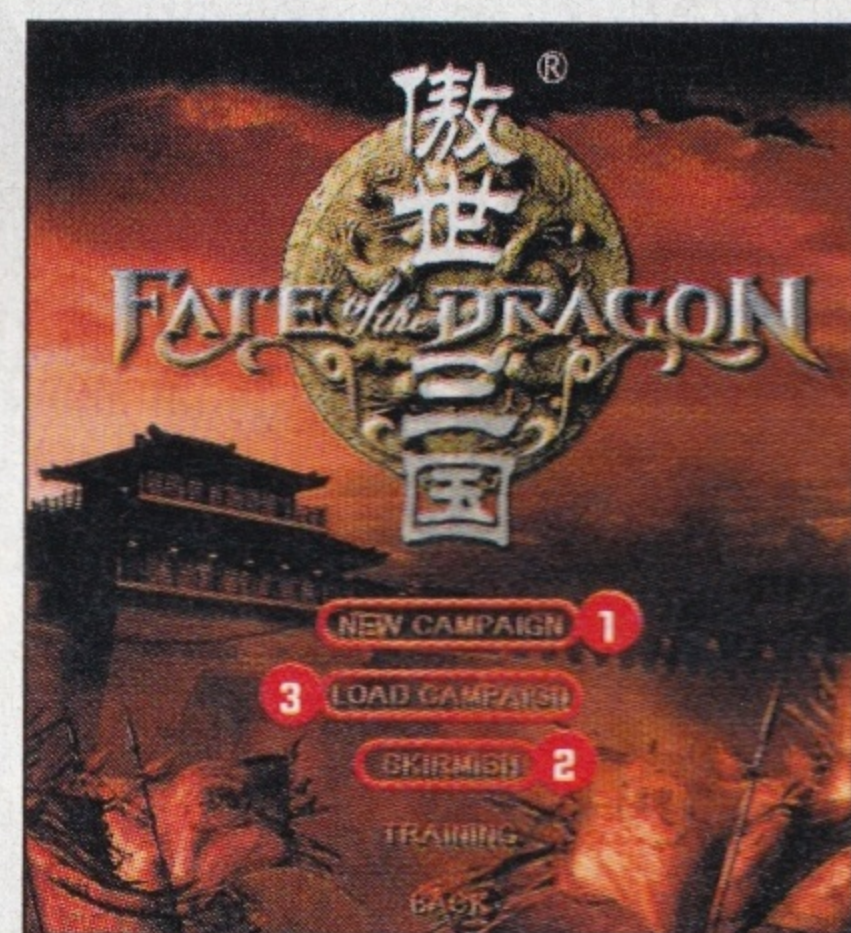 傲世三国
®
FATE of the DRAGON
NEW CAMPAIGN 1
3 LOAD CAMPAIGN
SKIRMISH 2
TRAINING
BACK